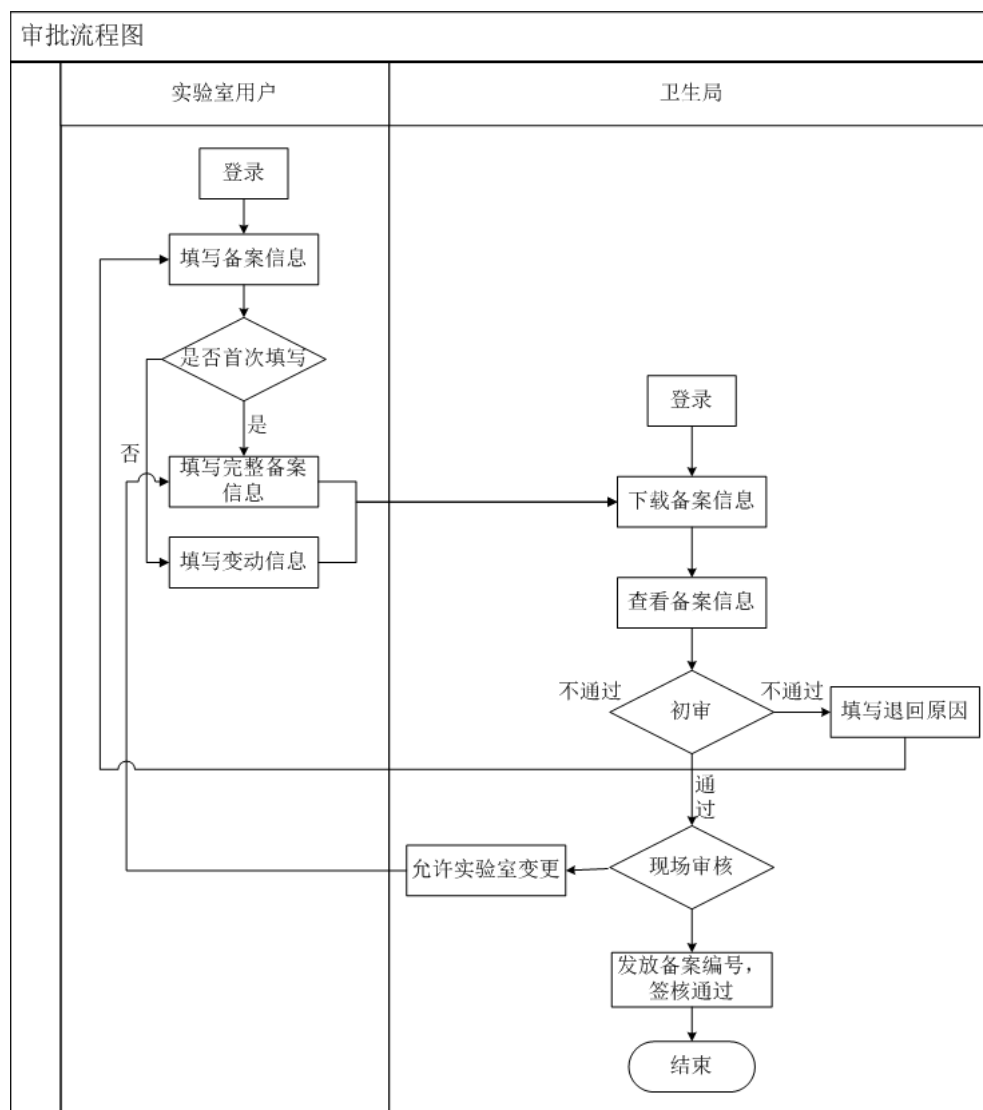 审批流程图
实验室用户
卫生局
登录
填写备案信息
是否首次填写
是
否
填写完整备案
信息
填写变动信息
登录
下载备案信息
查看备案信息
不通过
初审
不通过
填写退回原因
通
过
现场审核
允许实验室变更
发放备案编号，
签核通过
结束